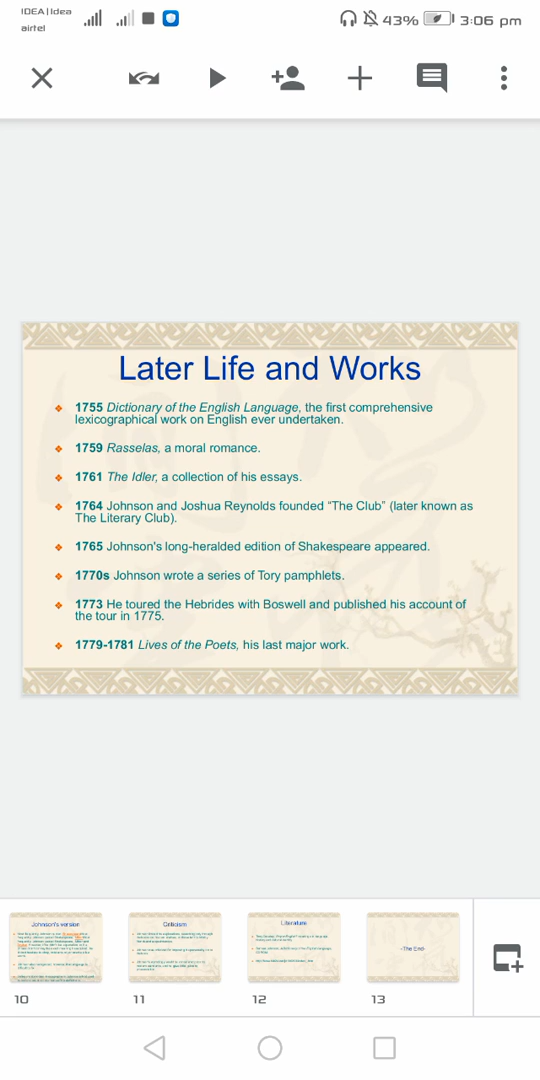 IDEA | Idea
airtel
43%
3:06 pm
Later Life and Works
1755 Dictionary of the English Language, the first comprehensive
lexicographical work on English ever undertaken.
1759 Rasselas, a moral romance.
1761 The Idler, a collection of his essays.
1764 Johnson and Joshua Reynolds founded “The Club” (later known as
The Literary Club).
1765 Johnson's long-heralded edition of Shakespeare appeared.
1770s Johnson wrote a series of Tory pamphlets.
1773 He toured the Hebrides with Boswell and published his account of
the tour in 1775.
1779-1781 Lives of the Poets, his last major work.
Johnson's version
Criticism
Literature
-The End-
10
11
12
13